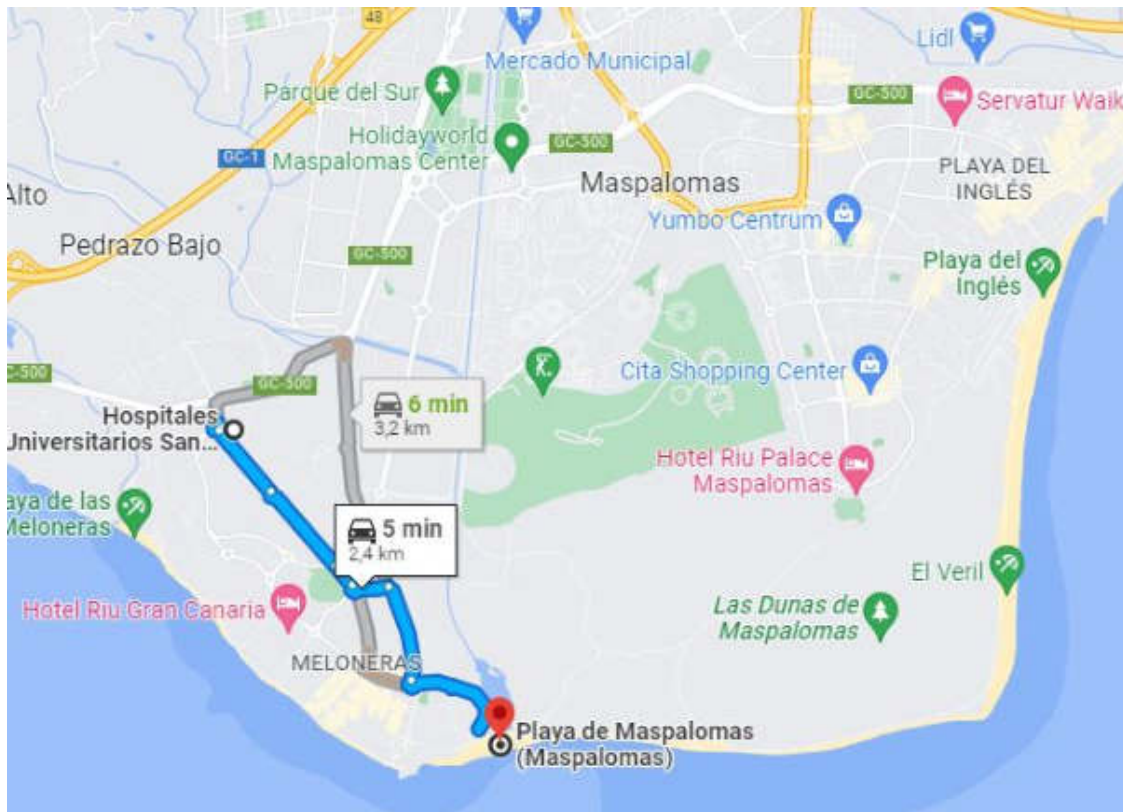 48
Mercado Municipal
Lidl
Parque del Sur
GC-500
Servatur Waik
Holidayworld
Maspalomas Center
GC-500
GC-1
PLAYA DEL
INGLÉS
Alto
Maspalomas
Yumbo Centrum
Pedrazo Bajo
GC-500
Playa del
Inglés
Cita Shopping Center
GC-500
GC-500
6 min
3,2 km
Hospitales
Universitarios San...
Hotel Riu Palace
Maspalomas
aya de las
Meloneras
5 min
2,4 km
El Veril
Hotel Riu Gran Canaria
Las Dunas de
Maspalomas
MELONERAS
Playa de Maspalomas
(Maspalomas)